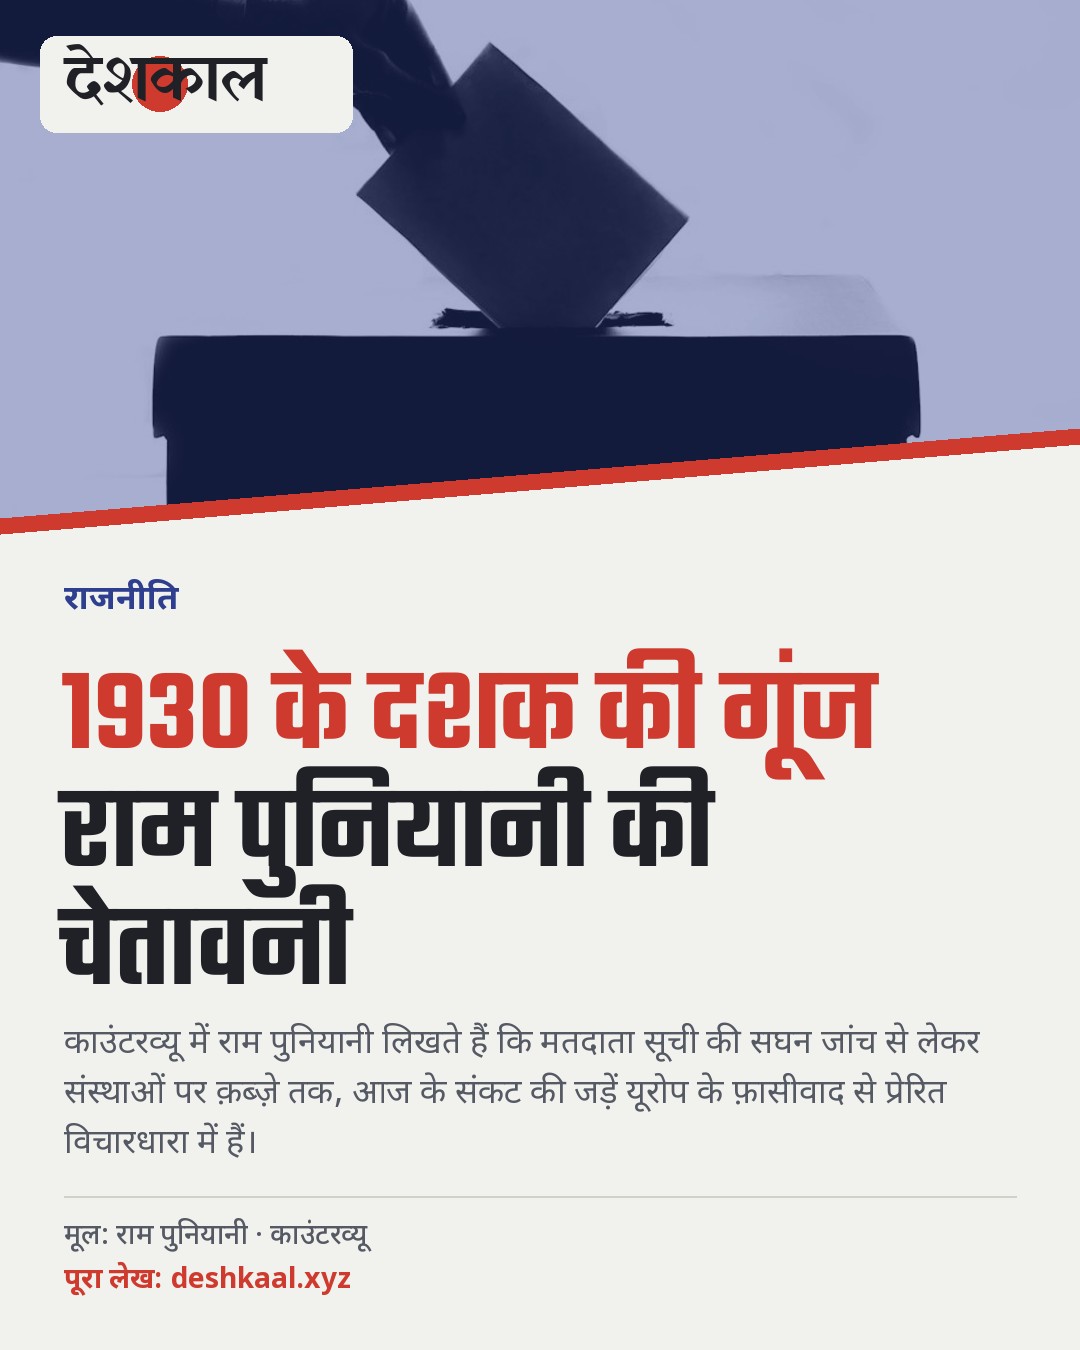 देशकाल
राजनीति
1930 के दशक की गूंज
राम पुनियानी की
चेतावनी
काउंटरव्यू में राम पुनियानी लिखते हैं कि मतदाता सूची की सघन जांच से लेकर
संस्थाओं पर क़ब्ज़े तक, आज के संकट की जड़ें यूरोप के फ़ासीवाद से प्रेरित
विचारधारा में हैं।
मूल: राम पुनियानी · काउंटरव्यू
पूरा लेख: deshkaal.xyz